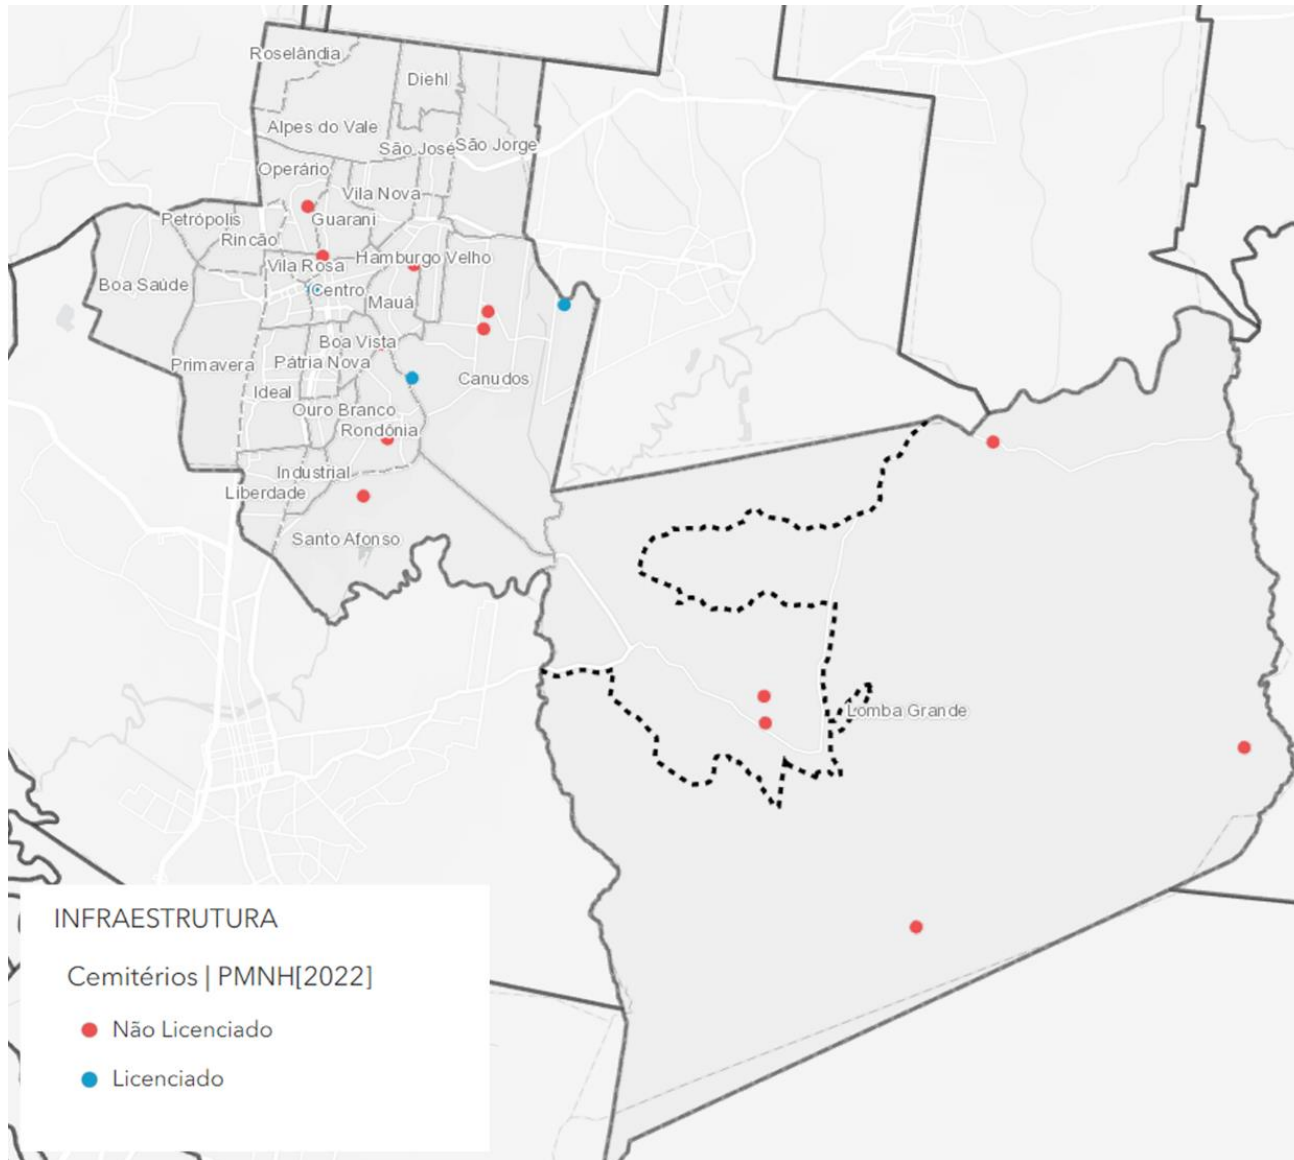 Roselândia
Diehl
Alpes do Vale
São José
São Jorge
Operário
Vila Nova
Petrópolis
Guarani
Rincão
Hamburgo Velho
Vila Rosa
Boa Saúde
Centro
Mauá
Boa Vista
Primavera
Pátria Nova
Canudos
Ideal
Ouro Branco
Rondônia
Industrial
Liberdade
Santo Afonso
Lomba Grande
INFRAESTRUTURA
Cemitérios | PMNH[2022]
Não Licenciado
Licenciado